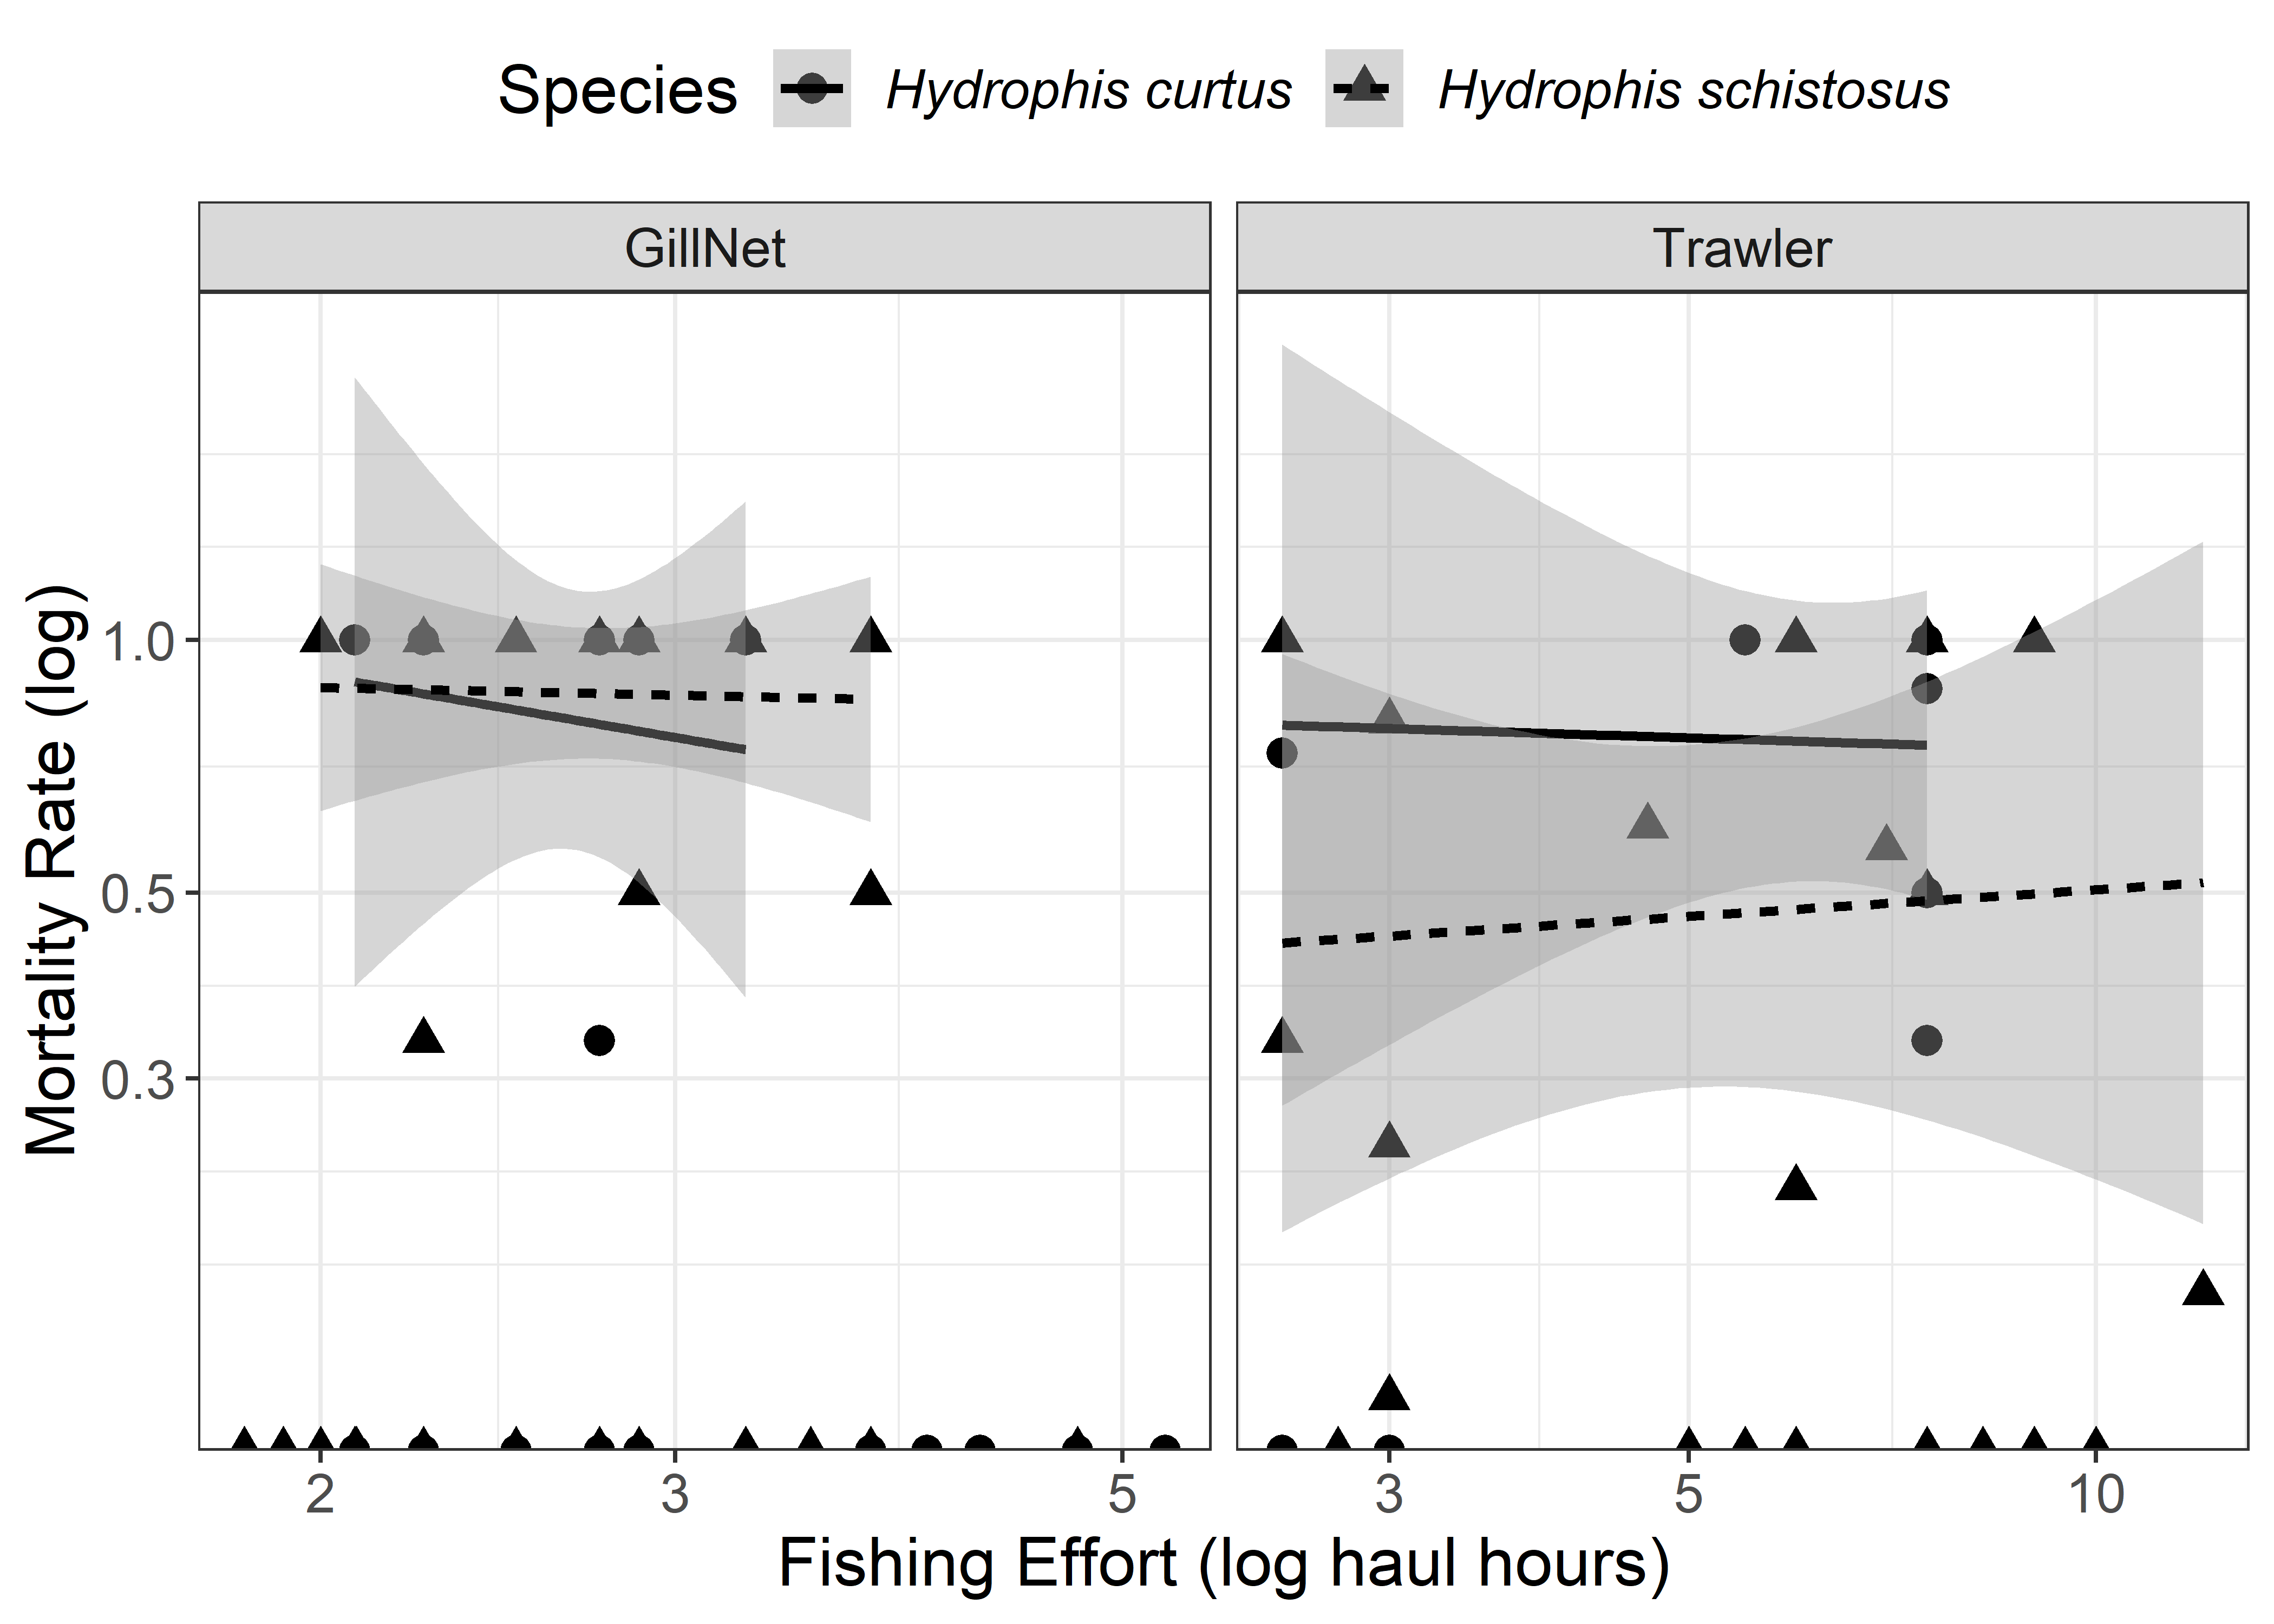 Species Hydrophis curtus Hydrophis schistosus
GillNet Trawler
Mortality Rate (log)
1.0
0.5
0.3
2 3 5 3 5 10
Fishing Effort (log haul hours)